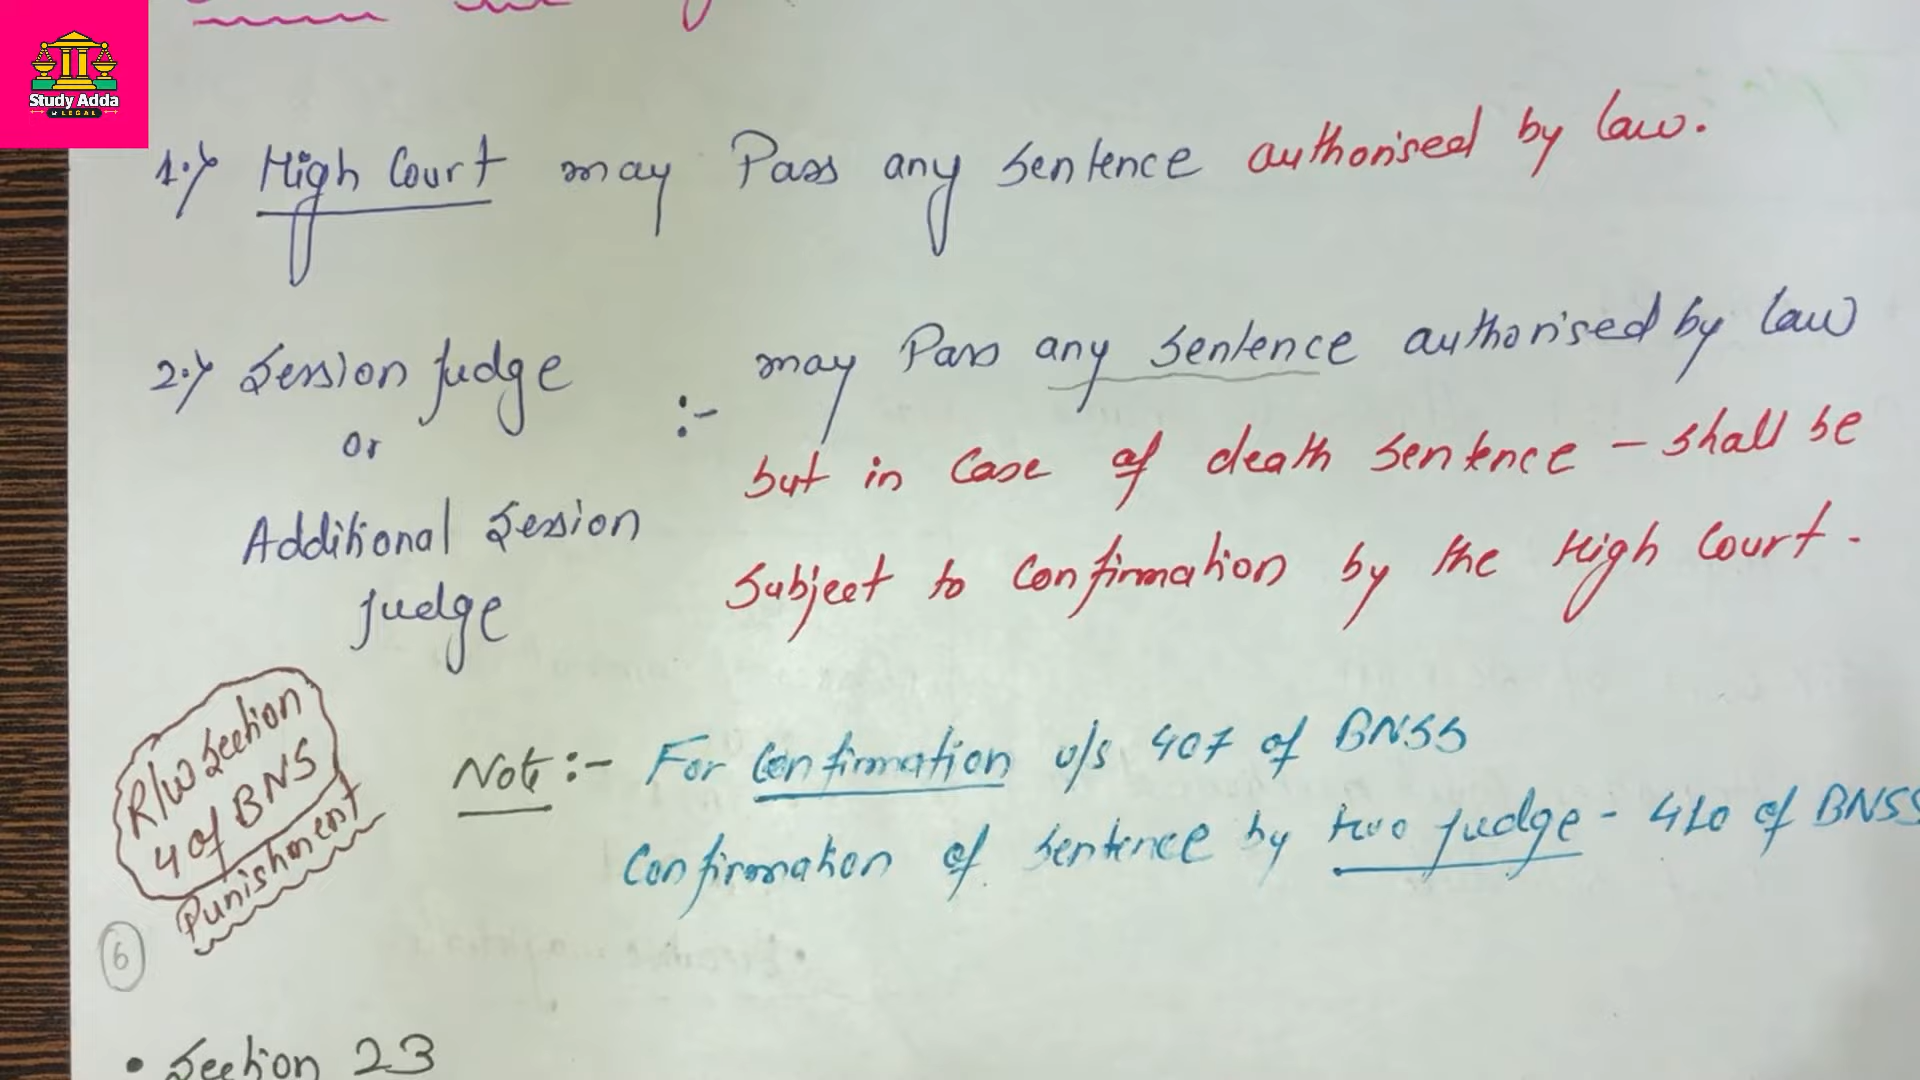 Study Adda
LEGAL
1.) High Court may Pass any Sentence authorised by law.
2.) Session Judge
or
Additional Session
Judge
:- may Pass any Sentence authorised by law
but in Case of death Sentence - shall be
Subject to Confirmation by the High Court.
R/W Section
4 of BNS
Punishment
Note :- For Confirmation u/s 407 of BNSS
Confirmation of Sentence by two Judge - 410 of BNSS
6
• Section 23